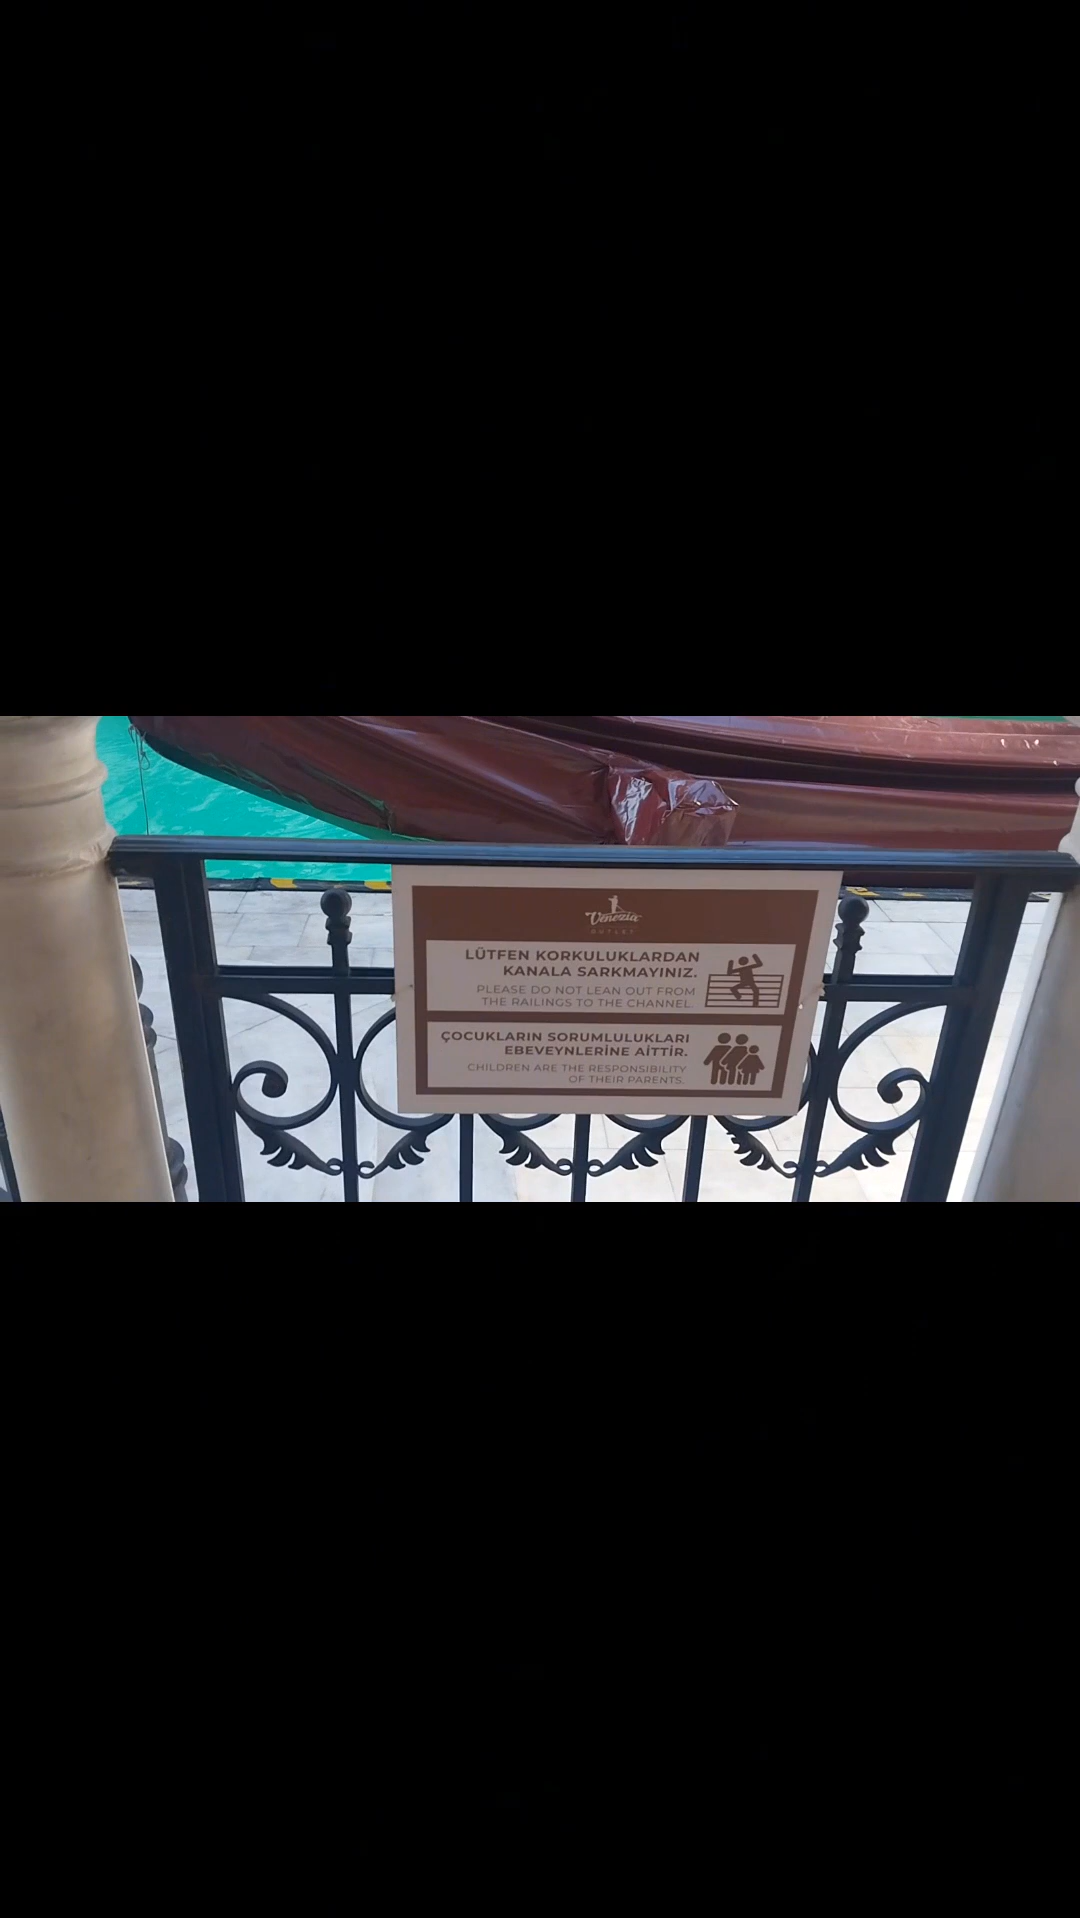 Venezia
OUTLET
LÜTFEN KORKULUKLARDAN
KANALA SARKMAYINIZ.
PLEASE DO NOT LEAN OUT FROM
THE RAILINGS TO THE CHANNEL.
ÇOCUKLARIN SORUMLULUKLARI
EBEVEYNLERİNE AİTTİR.
CHILDREN ARE THE RESPONSIBILITY
OF THEIR PARENTS.